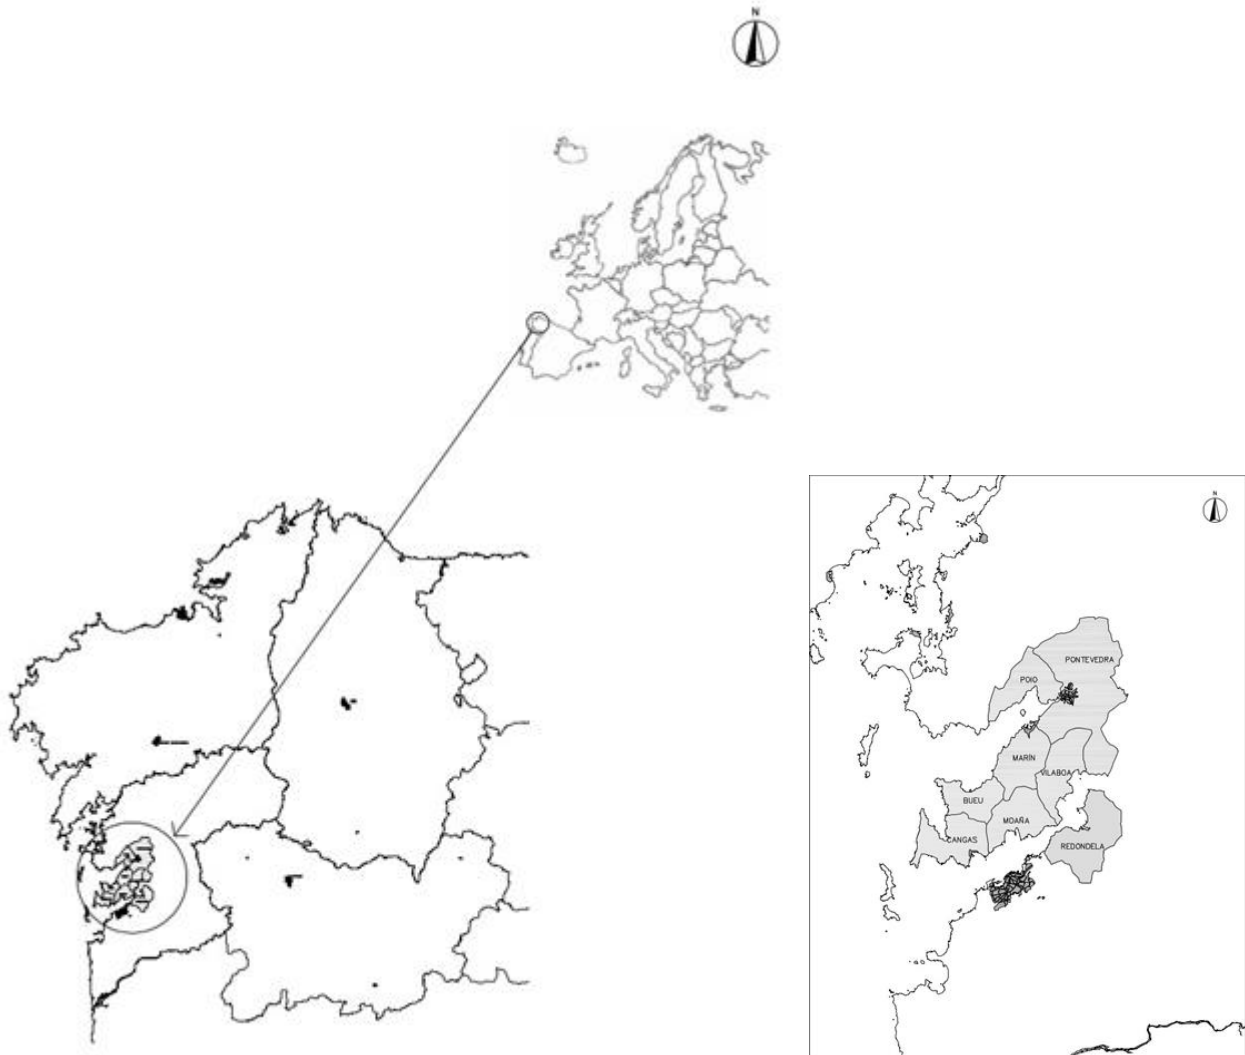 N
N
PONTEVEDRA
POIO
MARÍN
VILABOA
BUEU
MOAÑA
CANGAS
REDONDELA